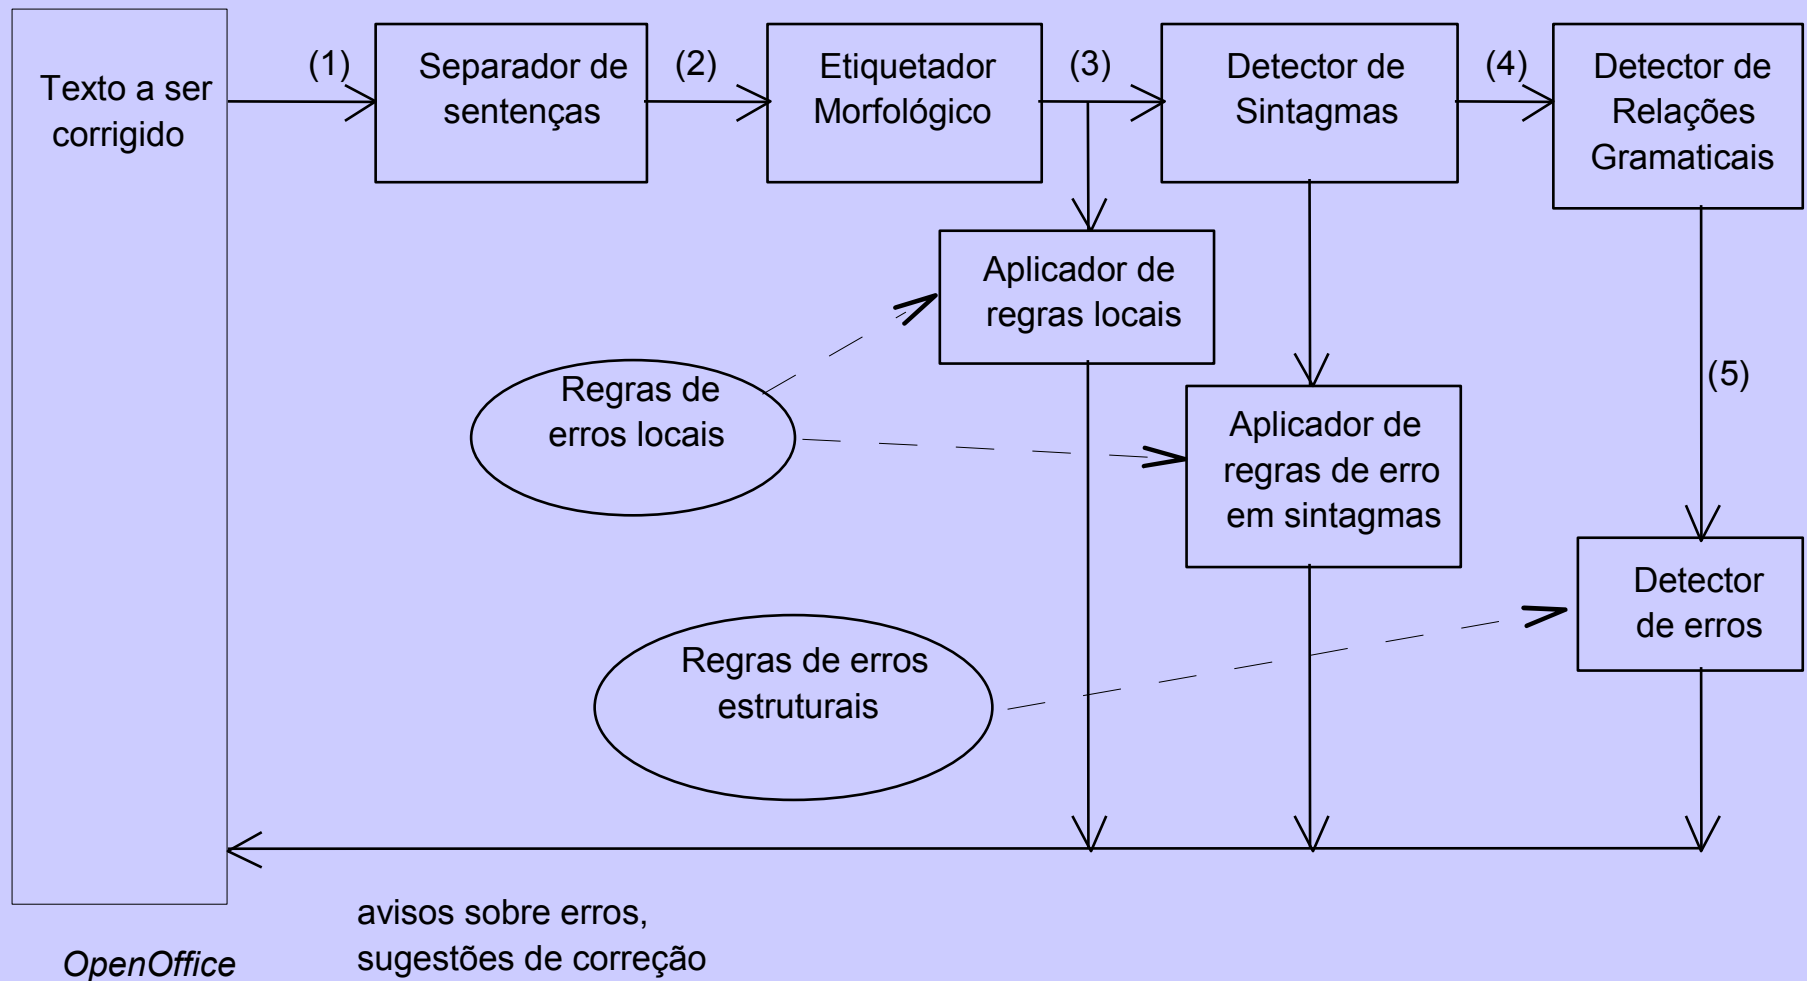 Texto a ser
corrigido
(1)
Separador de
sentenças
(2)
Etiquetador
Morfológico
(3)
Detector de
Sintagmas
(4)
Detector de
Relações
Gramaticais
Aplicador de
regras locais
Regras de
erros locais
(5)
Aplicador de
regras de erro
em sintagmas
Detector
de erros
Regras de erros
estruturais
avisos sobre erros,
sugestões de correção
OpenOffice